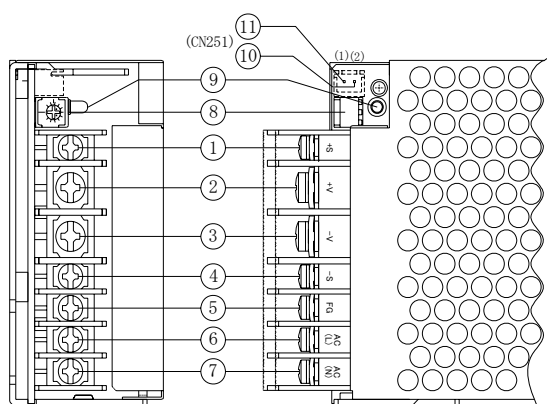 ⑪
(CN251)
⑩
(1)
(2)
⑨
⑧
①
②
③
④
⑤
⑥
⑦
+S
+V
-V
-S
FG
AC
(L)
AC
(N)